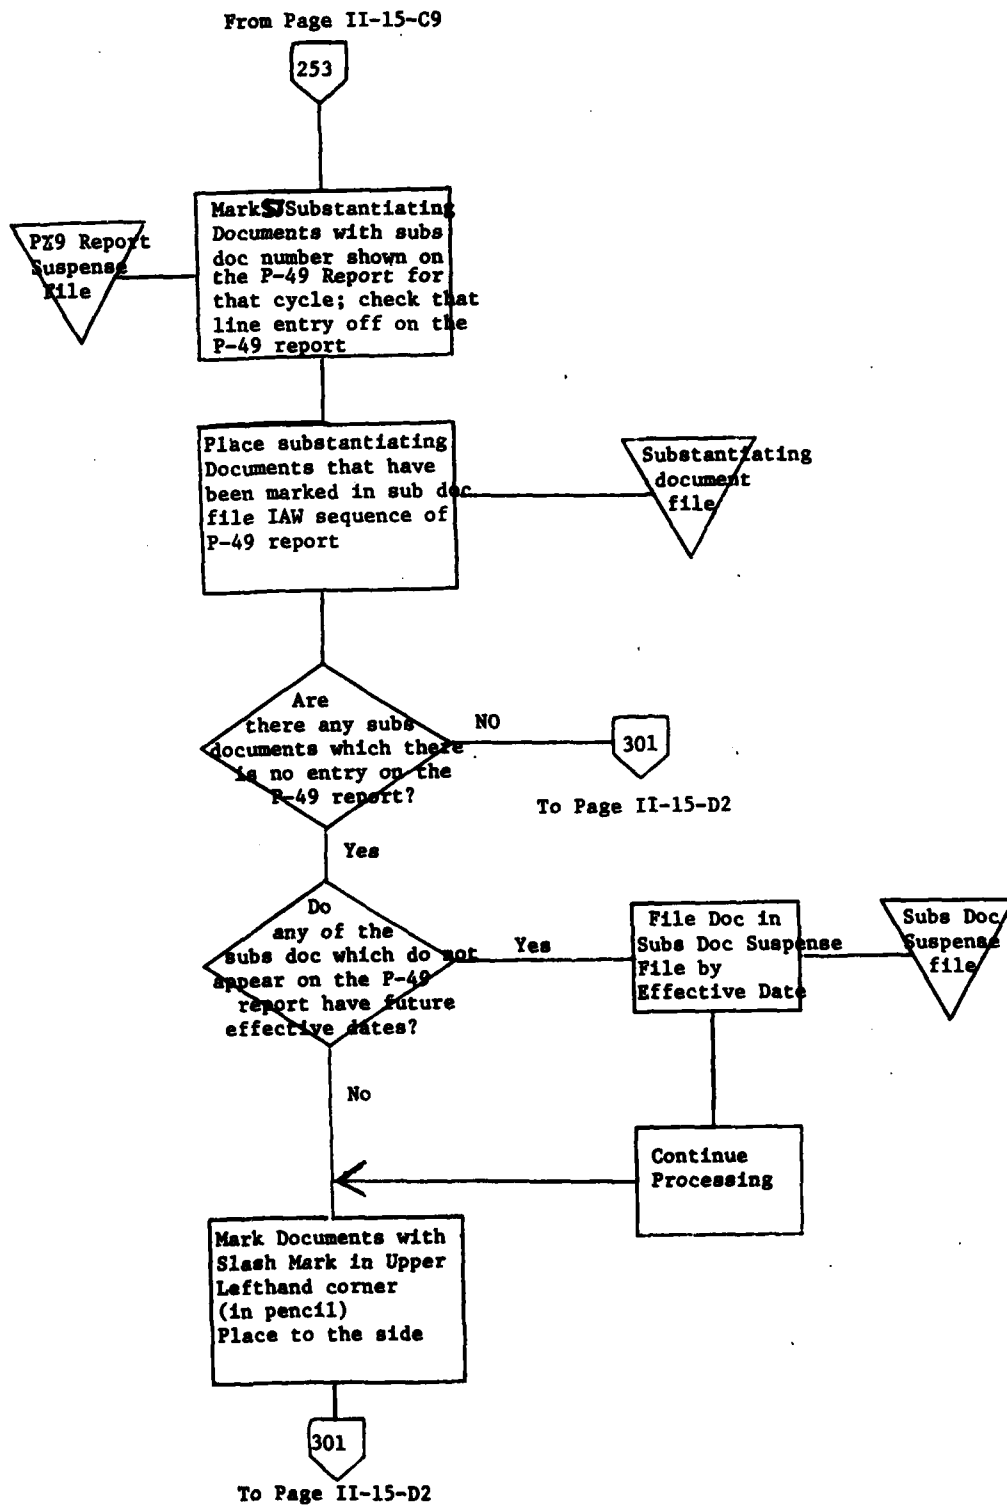 From Page II-15-C9
253
Mark SJ Substantiating
Documents with subs
doc number shown on
the P-49 Report for
that cycle; check that
line entry off on the
P-49 report
Report
Suspense
File
Place substantiating
Documents that have
been marked in sub doc
file IAW sequence of
P-49 report
Substantiating
document
file
Are
there any subs
documents which there
is no entry on the
P-49 report?
NO
301
To Page II-15-D2
Yes
Do
any of the
subs doc which do not
appear on the P-49
report have future
effective dates?
Yes
File Doc in
Subs Doc Suspense
File by
Effective Date
Subs Doc
Suspense
file
No
Continue
Processing
Mark Documents with
Slash Mark in Upper
Lefthand corner
(in pencil)
Place to the side
301
To Page II-15-D2